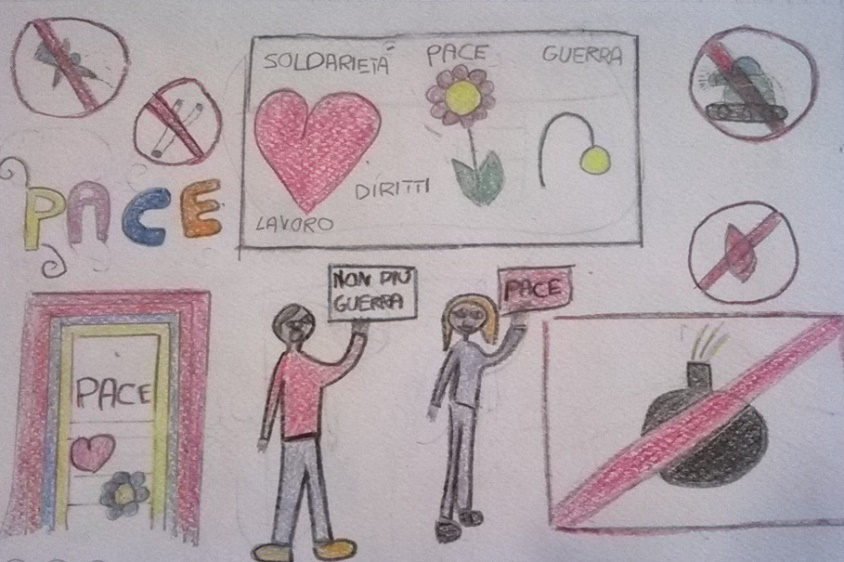 SOLDARIETÀ PACE GUERRA
DIRITTI
LAVORO
PACE
NON PIÙ
GUERRA
PACE
PACE